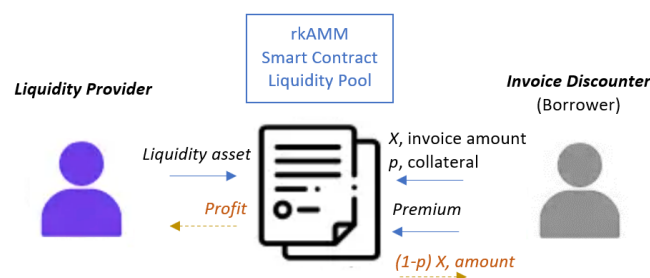 rkAMM
Smart Contract
Liquidity Pool
Liquidity Provider
Invoice Discounter
(Borrower)
Liquidity asset
X, invoice amount
p, collateral
Profit
Premium
(1-p) X, amount